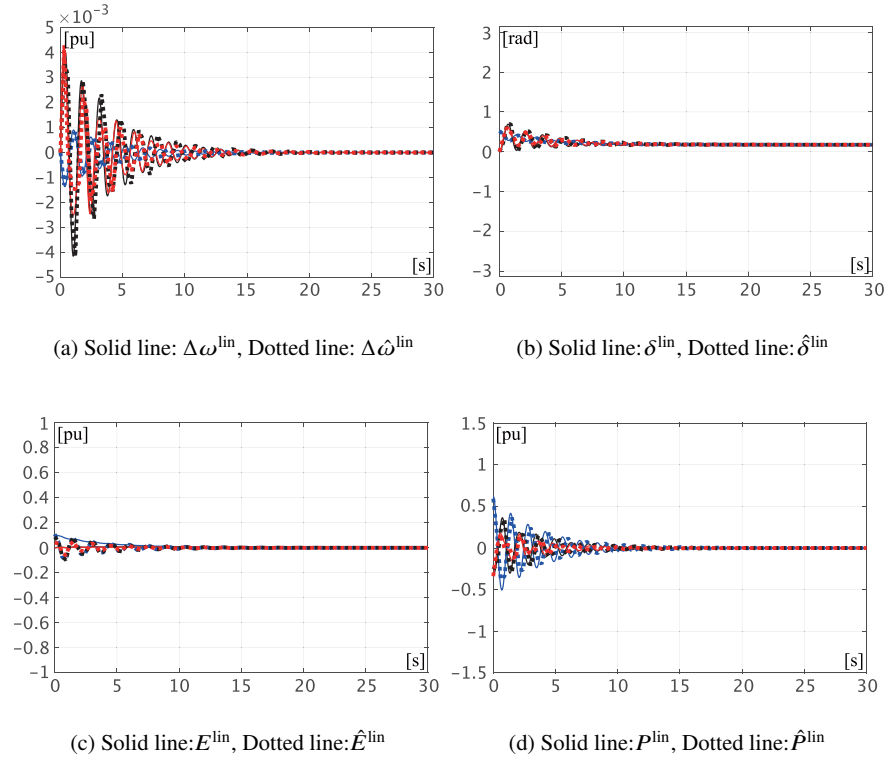 ×10⁻³
[pu]
5
4
3
2
1
0
−1
−2
−3
−4
−5
[s]
0 5 10 15 20 25 30
[rad]
3
2
1
0
−1
−2
−3
[s]
0 5 10 15 20 25 30
(a) Solid line: Δω^lin, Dotted line: Δω̂^lin
(b) Solid line:δ^lin, Dotted line:δ̂^lin
[pu]
1
0.8
0.6
0.4
0.2
0
−0.2
−0.4
−0.6
−0.8
−1
[s]
0 5 10 15 20 25 30
[pu]
1.5
1
0.5
0
−0.5
−1
−1.5
[s]
0 5 10 15 20 25 30
(c) Solid line:E^lin, Dotted line:Ê^lin
(d) Solid line:P^lin, Dotted line:P̂^lin